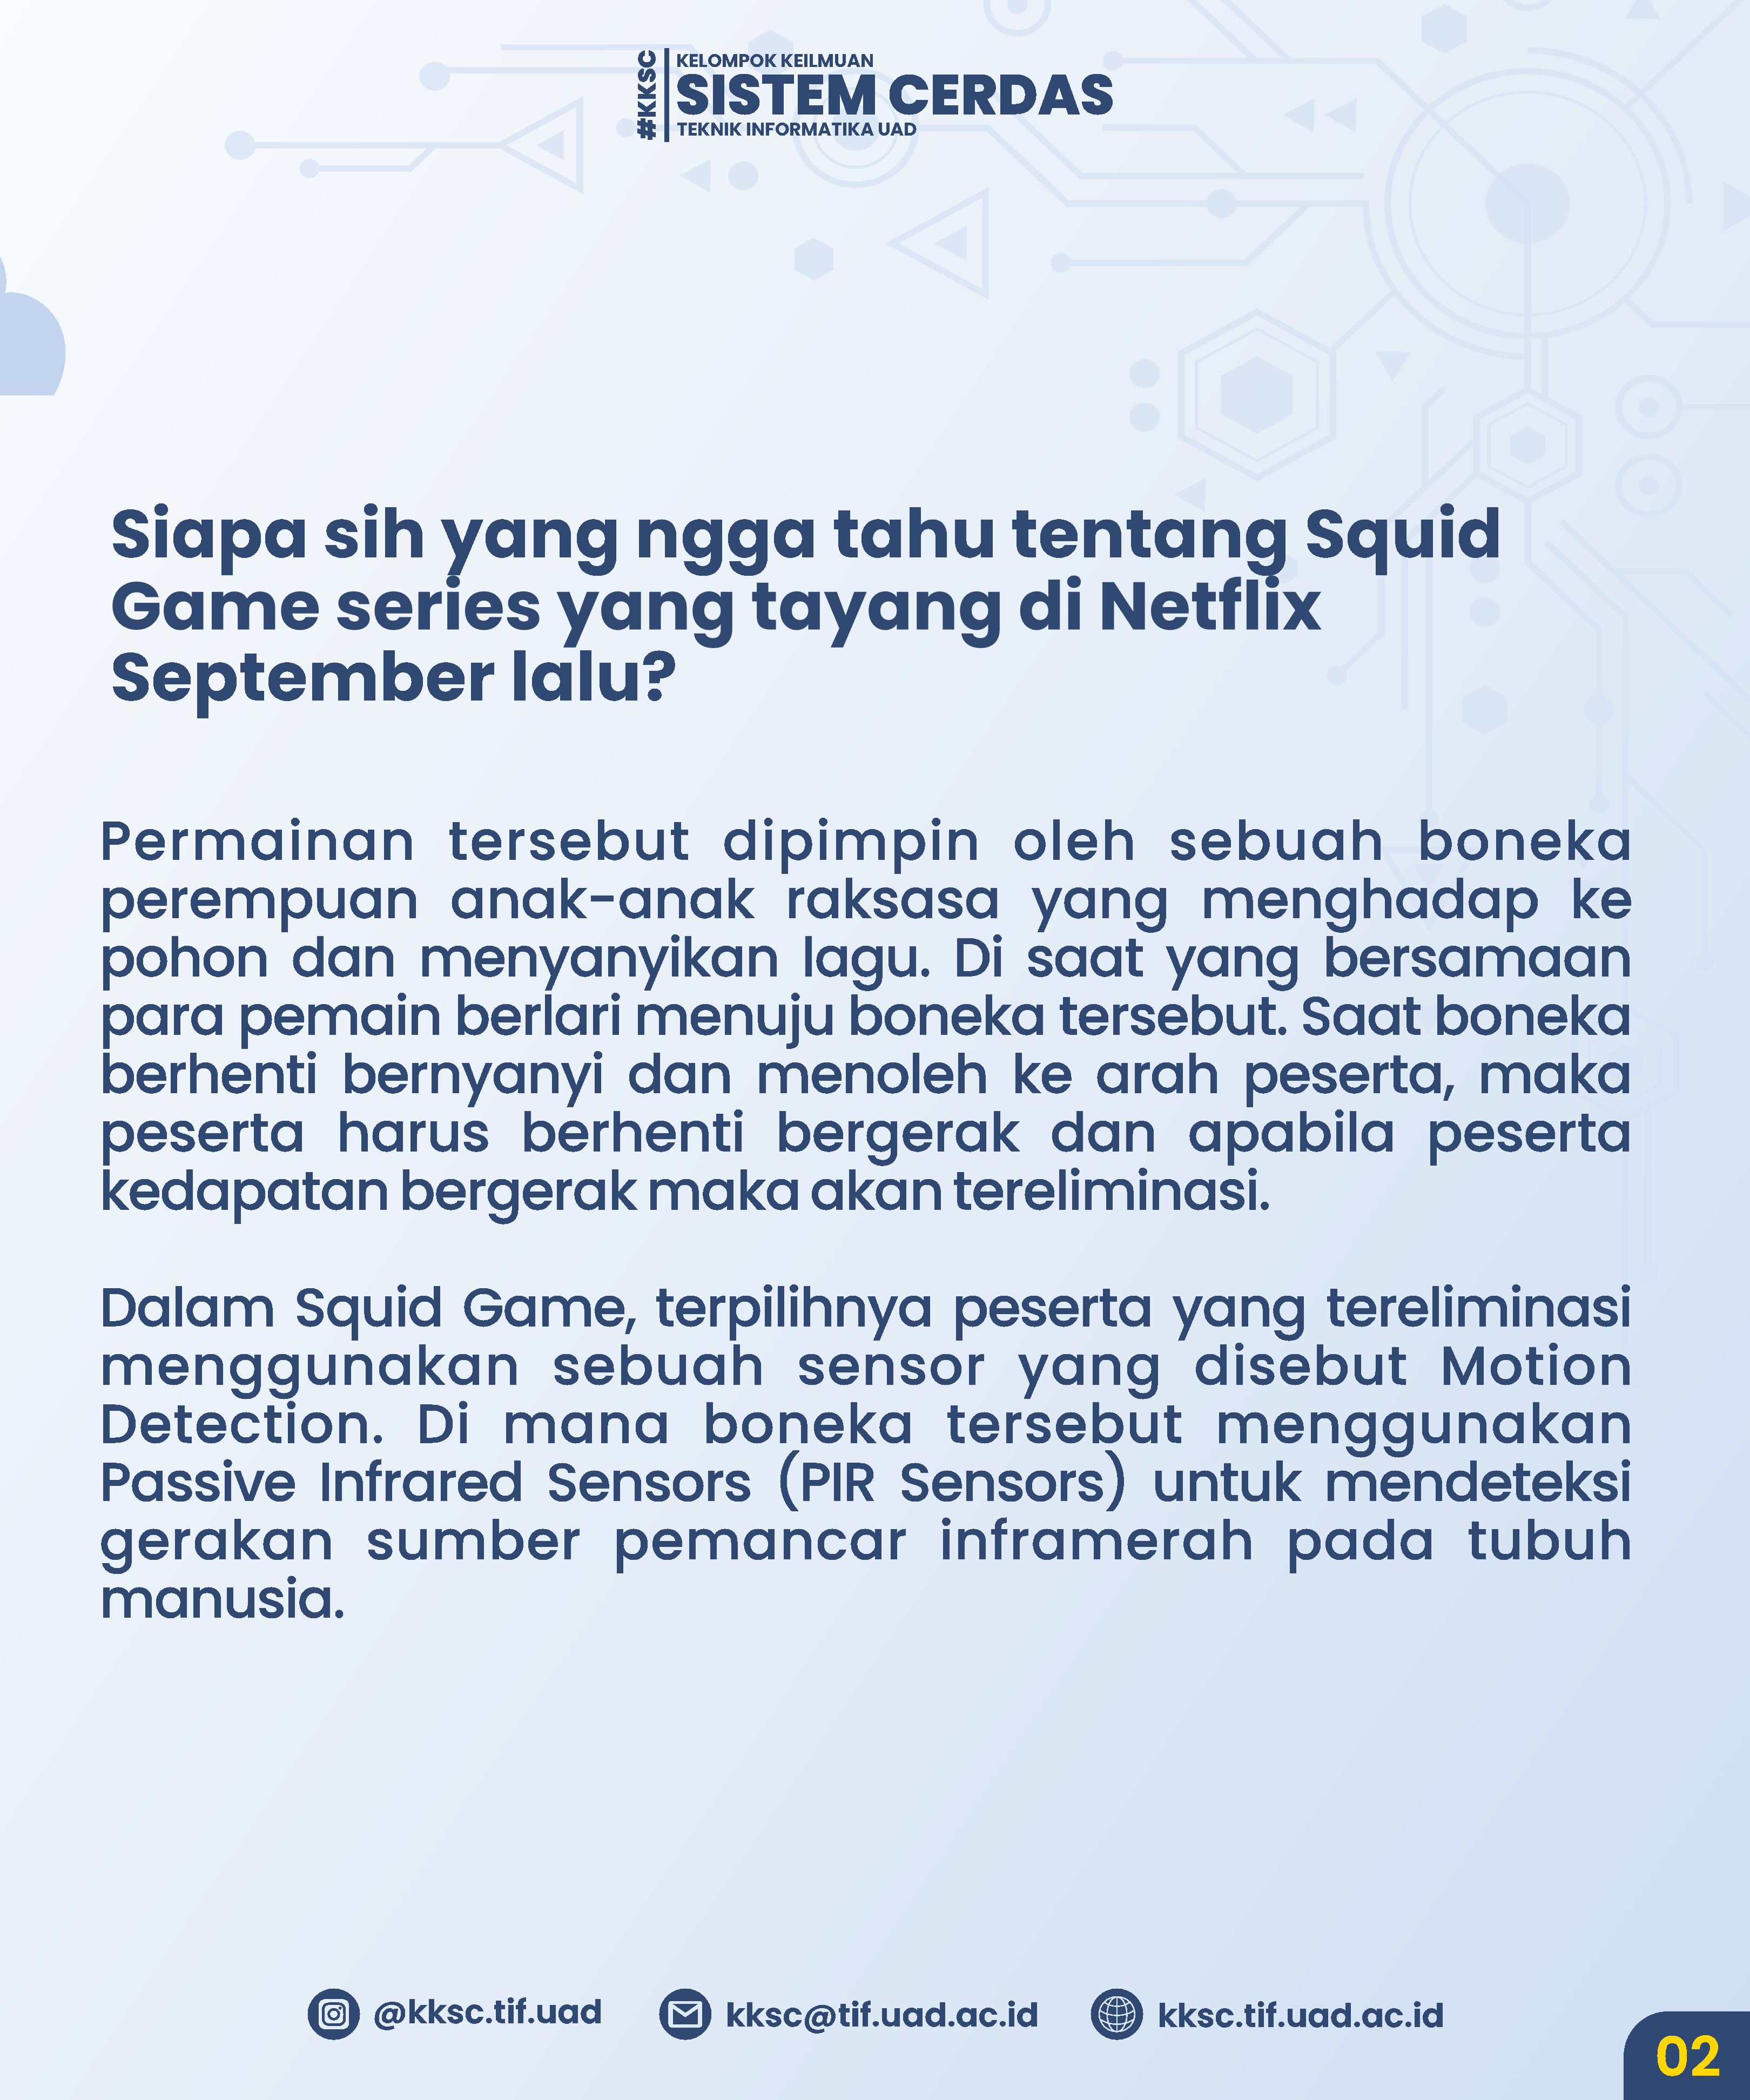 #KKSC
KELOMPOK KEILMUAN
SISTEM CERDAS
TEKNIK INFORMATIKA UAD
Siapa sih yang ngga tahu tentang Squid
Game series yang tayang di Netflix
September lalu?
Permainan tersebut dipimpin oleh sebuah boneka
perempuan anak-anak raksasa yang menghadap ke
pohon dan menyanyikan lagu. Di saat yang bersamaan
para pemain berlari menuju boneka tersebut. Saat boneka
berhenti bernyanyi dan menoleh ke arah peserta, maka
peserta harus berhenti bergerak dan apabila peserta
kedapatan bergerak maka akan tereliminasi.
Dalam Squid Game, terpilihnya peserta yang tereliminasi
menggunakan sebuah sensor yang disebut Motion
Detection. Di mana boneka tersebut menggunakan
Passive Infrared Sensors (PIR Sensors) untuk mendeteksi
gerakan sumber pemancar inframerah pada tubuh
manusia.
@kksc.tif.uad
kksc@tif.uad.ac.id
kksc.tif.uad.ac.id
02